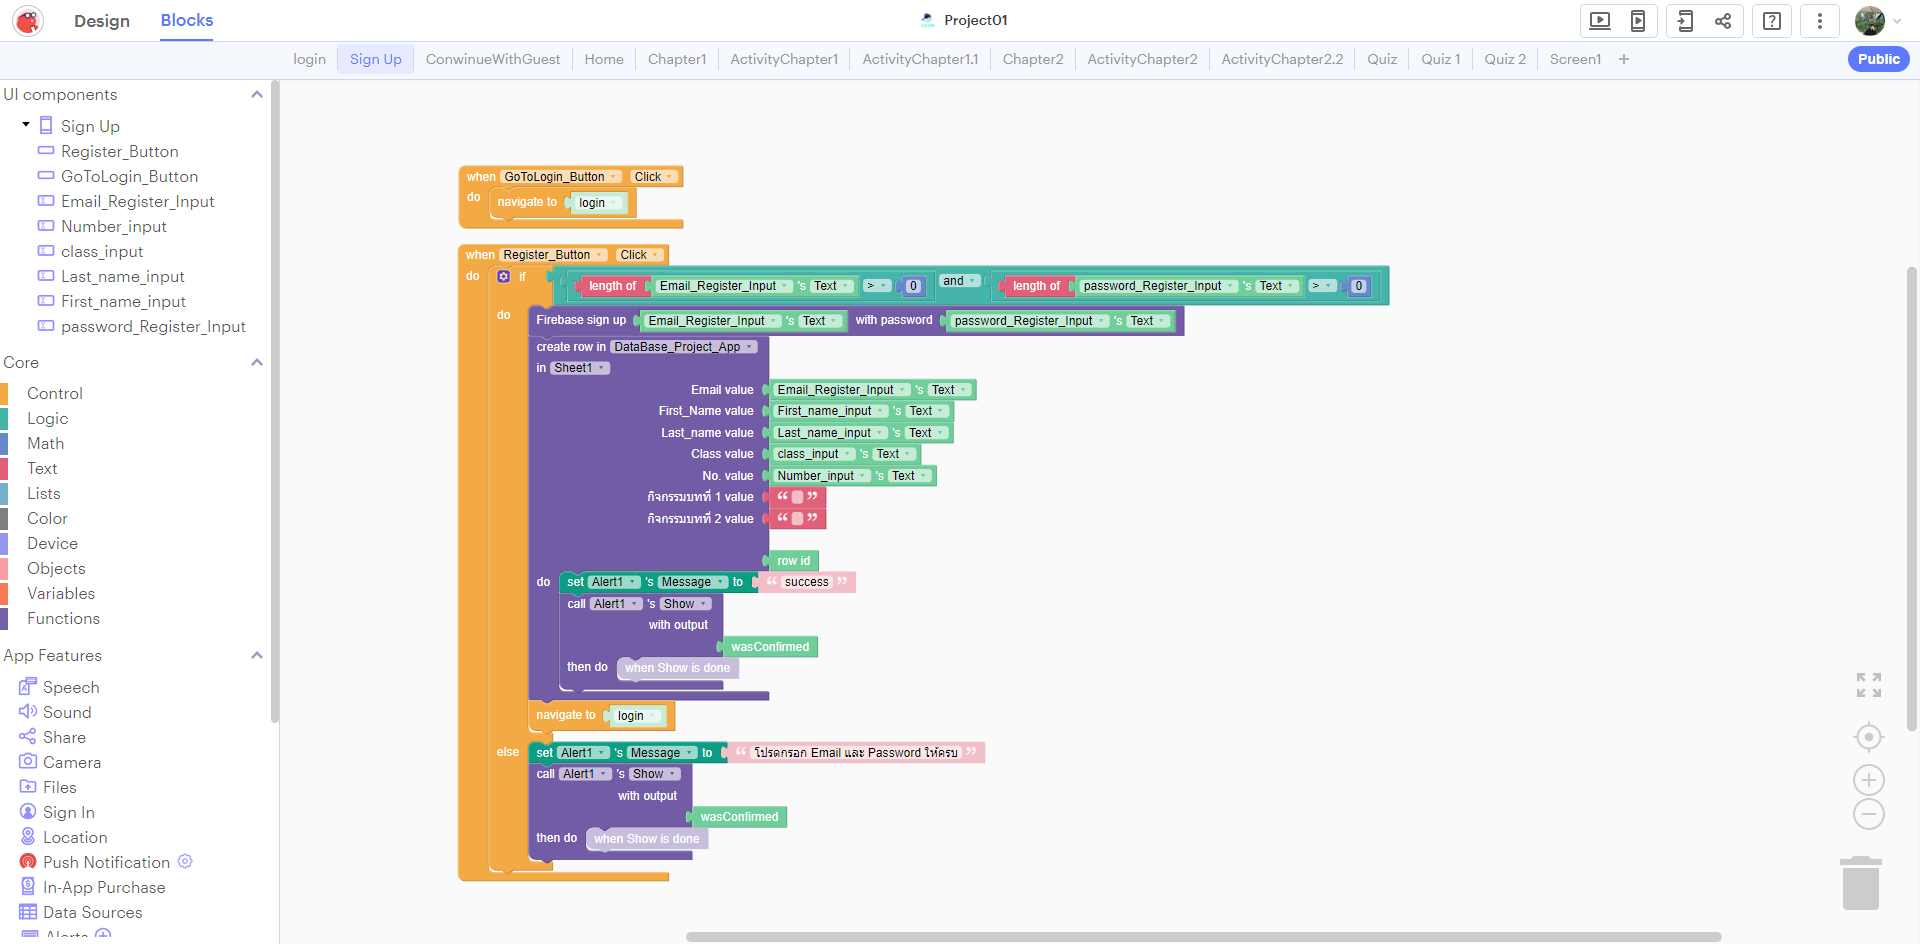 Design Blocks Project01
login Sign Up ConwinueWithGuest Home Chapter1 ActivityChapter1 ActivityChapter1.1 Chapter2 ActivityChapter2 ActivityChapter2.2 Quiz Quiz 1 Quiz 2 Screen1 + Public
UI components
Sign Up
Register_Button
GoToLogin_Button
Email_Register_Input
Number_input
class_input
Last_name_input
First_name_input
password_Register_Input
Core
Control
Logic
Math
Text
Lists
Color
Device
Objects
Variables
Functions
App Features
Speech
Sound
Share
Camera
Files
Sign In
Location
Push Notification
In-App Purchase
Data Sources
Alerts
when GoToLogin_Button Click
do navigate to login
when Register_Button Click
do if length of Email_Register_Input 's Text > 0 and length of password_Register_Input 's Text > 0
do Firebase sign up Email_Register_Input 's Text with password password_Register_Input 's Text
create row in DataBase_Project_App
in Sheet1
Email value Email_Register_Input 's Text
First_Name value First_name_input 's Text
Last_name value Last_name_input 's Text
Class value class_input 's Text
No. value Number_input 's Text
กิจกรรมบทที่ 1 value “ ”
กิจกรรมบทที่ 2 value “ ”
row id
do set Alert1 's Message to “ success ”
call Alert1 's Show
with output
wasConfirmed
then do when Show is done
navigate to login
else set Alert1 's Message to “ โปรดกรอก Email และ Password ให้ครบ ”
call Alert1 's Show
with output
wasConfirmed
then do when Show is done